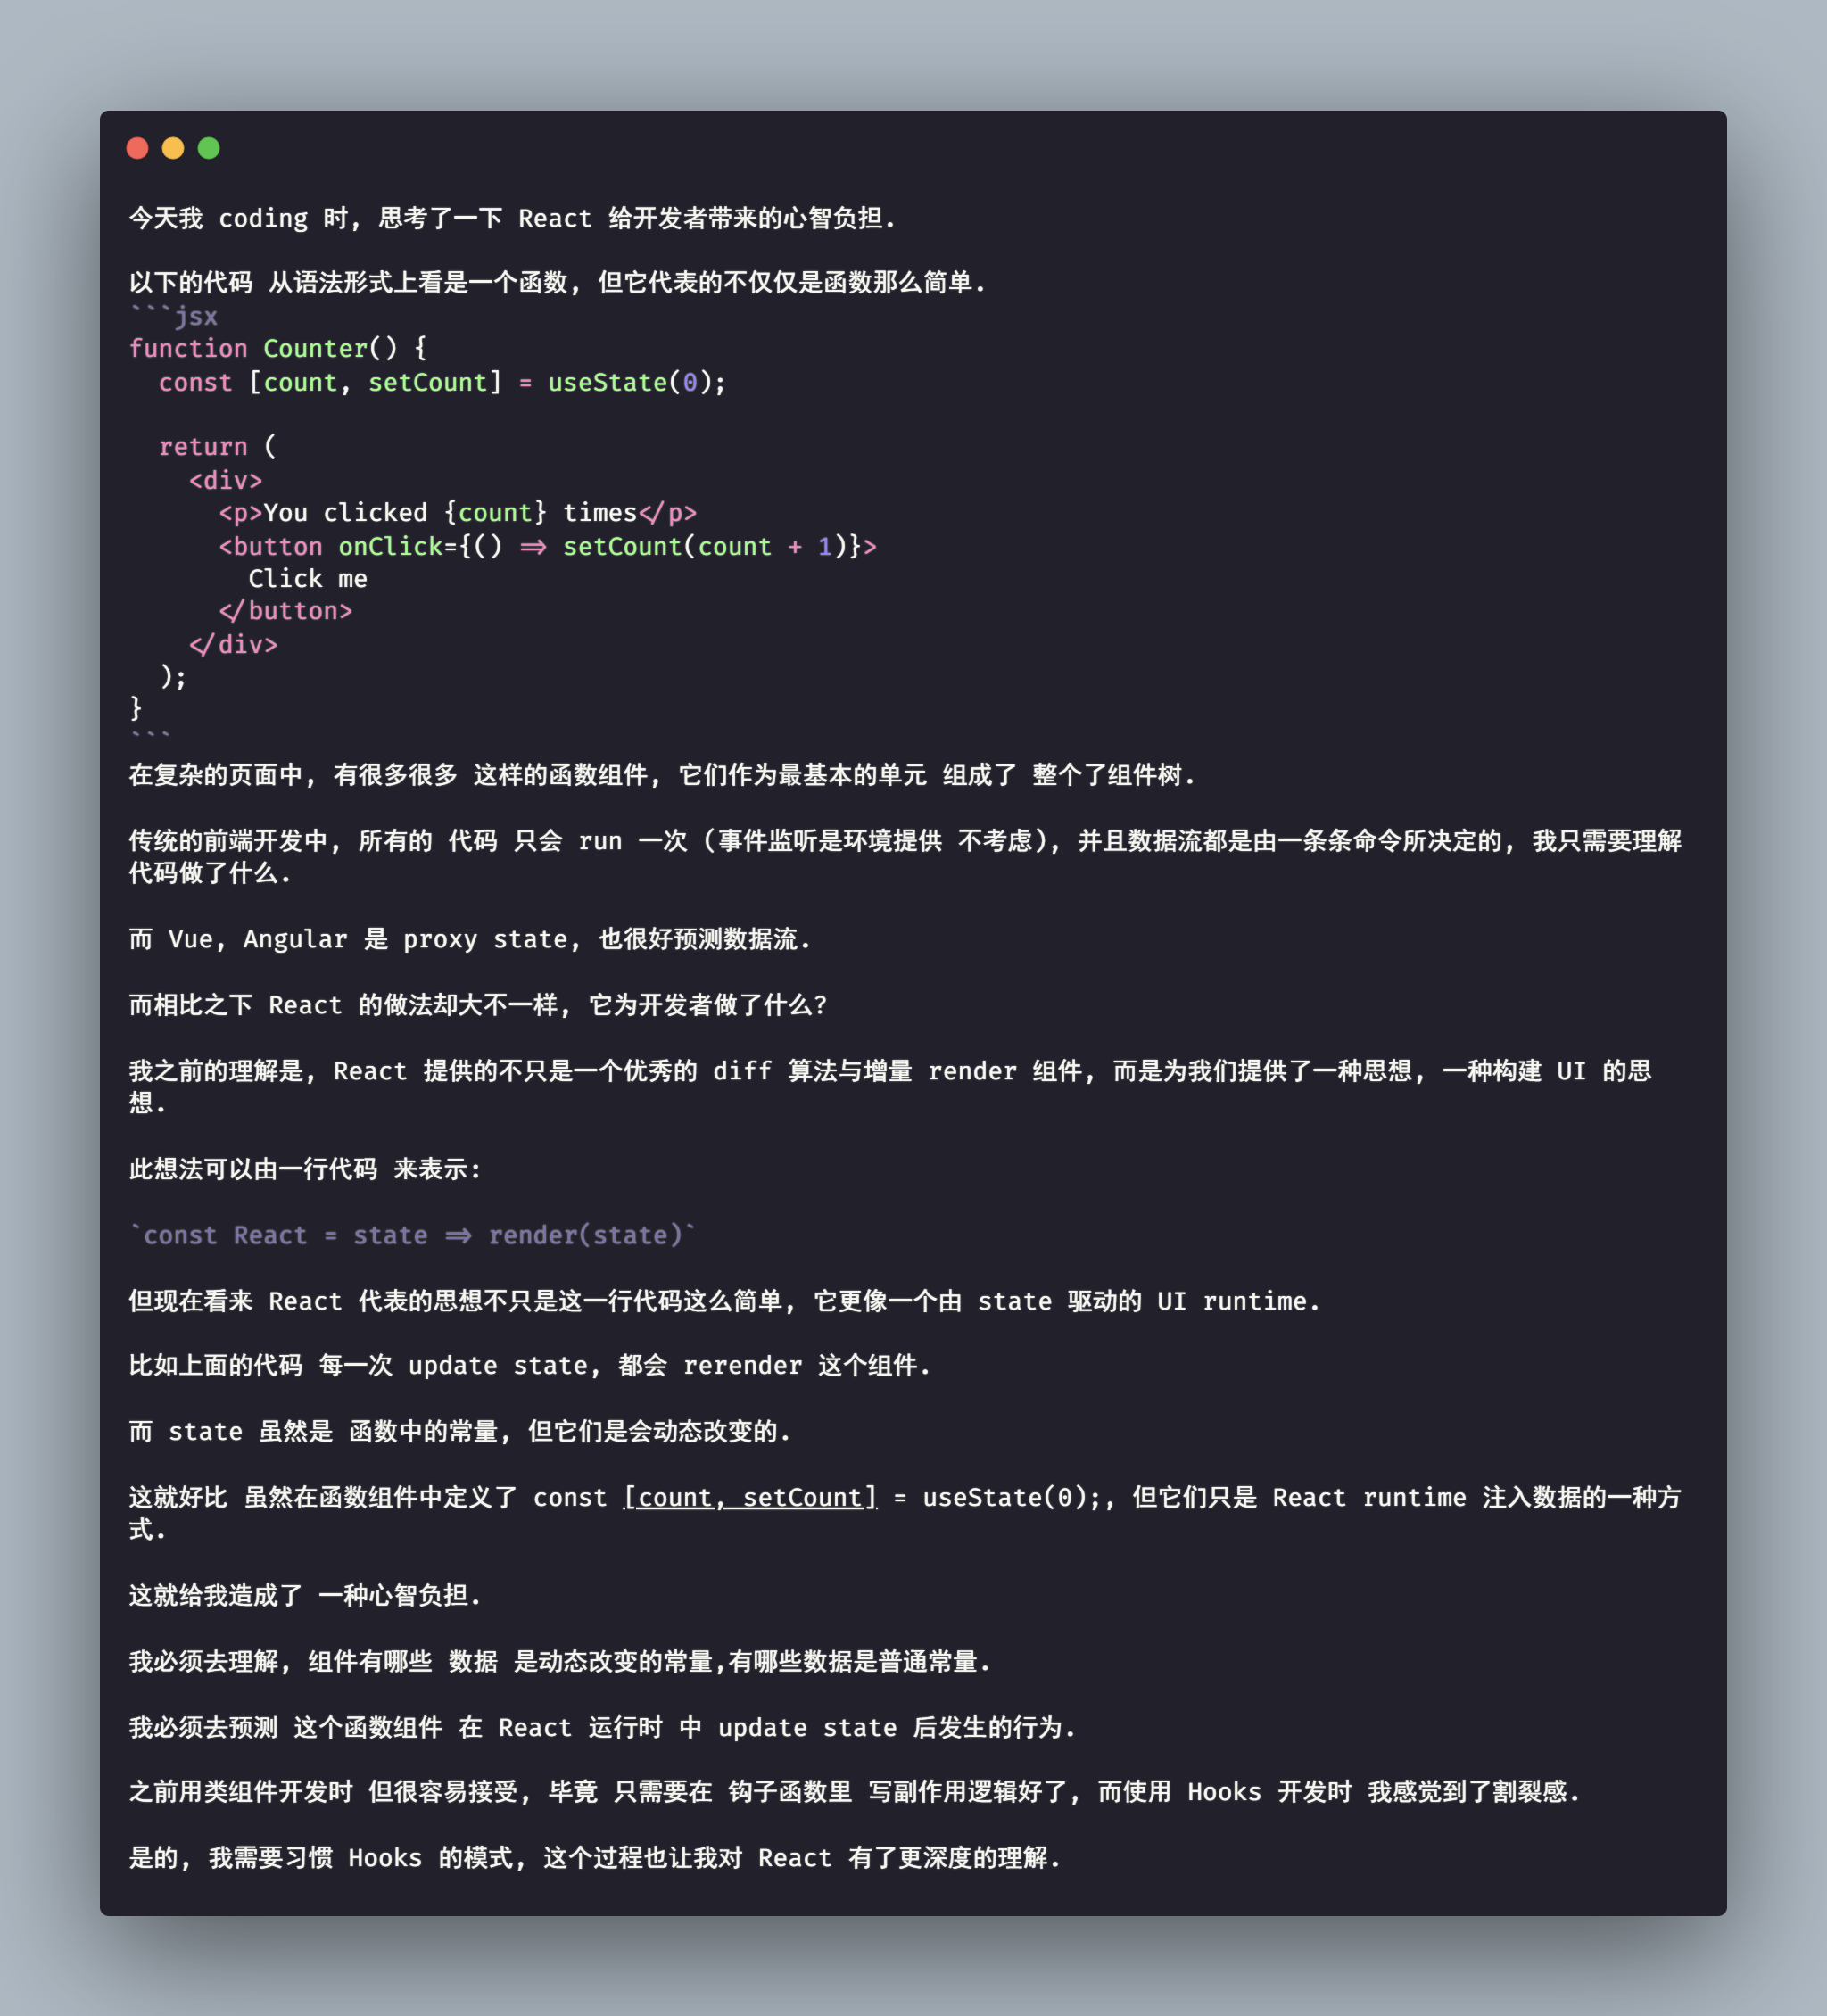 今天我 coding 时, 思考了一下 React 给开发者带来的心智负担.
以下的代码 从语法形式上看是一个函数, 但它代表的不仅仅是函数那么简单.
```jsx
function Counter() {
  const [count, setCount] = useState(0);
  return (
    <div>
      <p>You clicked {count} times</p>
      <button onClick={() => setCount(count + 1)}>
        Click me
      </button>
    </div>
  );
}
```
在复杂的页面中, 有很多很多 这样的函数组件, 它们作为最基本的单元 组成了 整个了组件树.
传统的前端开发中, 所有的 代码 只会 run 一次 (事件监听是环境提供 不考虑), 并且数据流都是由一条条命令所决定的, 我只需要理解
代码做了什么.
而 Vue, Angular 是 proxy state, 也很好预测数据流.
而相比之下 React 的做法却大不一样, 它为开发者做了什么?
我之前的理解是, React 提供的不只是一个优秀的 diff 算法与增量 render 组件, 而是为我们提供了一种思想, 一种构建 UI 的思
想.
此想法可以由一行代码 来表示:
`const React = state => render(state)`
但现在看来 React 代表的思想不只是这一行代码这么简单, 它更像一个由 state 驱动的 UI runtime.
比如上面的代码 每一次 update state, 都会 rerender 这个组件.
而 state 虽然是 函数中的常量, 但它们是会动态改变的.
这就好比 虽然在函数组件中定义了 const [count, setCount] = useState(0);, 但它们只是 React runtime 注入数据的一种方
式.
这就给我造成了 一种心智负担.
我必须去理解, 组件有哪些 数据 是动态改变的常量,有哪些数据是普通常量.
我必须去预测 这个函数组件 在 React 运行时 中 update state 后发生的行为.
之前用类组件开发时 但很容易接受, 毕竟 只需要在 钩子函数里 写副作用逻辑好了, 而使用 Hooks 开发时 我感觉到了割裂感.
是的, 我需要习惯 Hooks 的模式, 这个过程也让我对 React 有了更深度的理解.